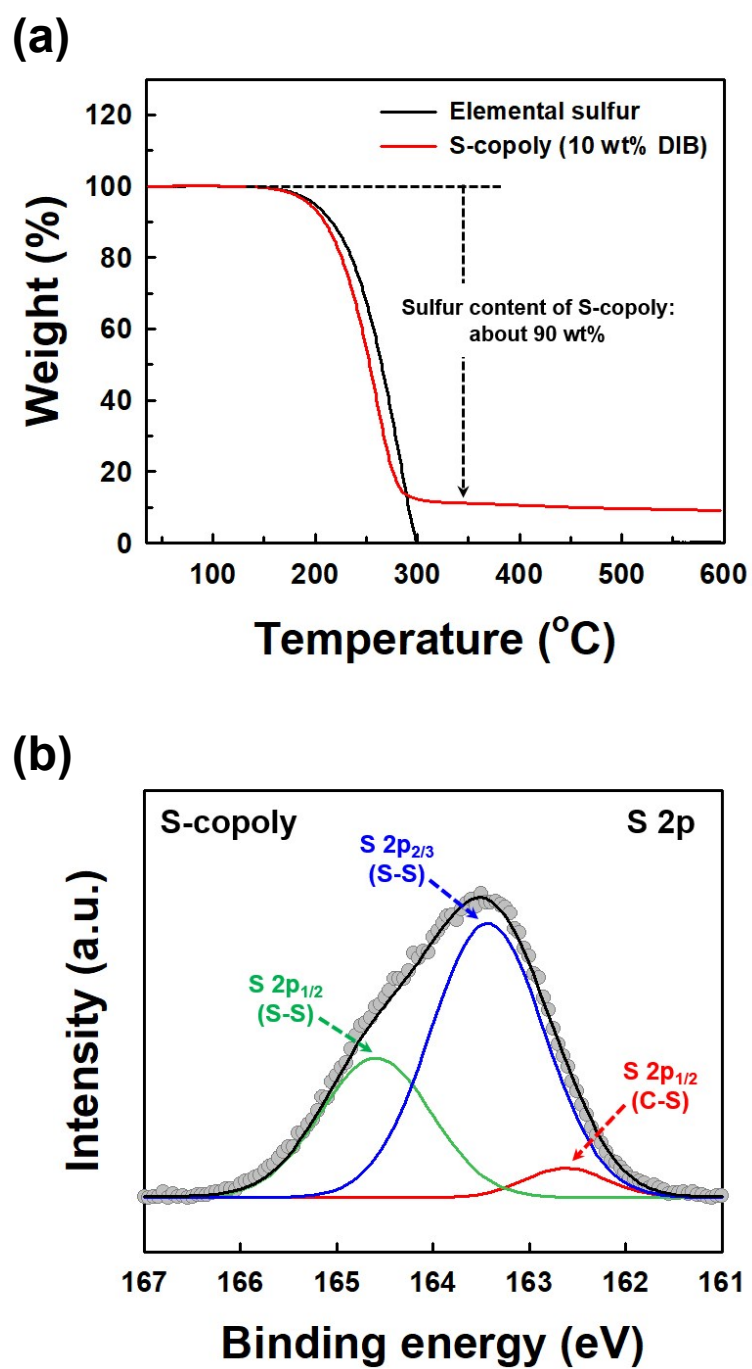 (a)
120
100
80
60
40
20
0
Weight (%)
Elemental sulfur
S-copoly (10 wt% DIB)
Sulfur content of S-copoly:
about 90 wt%
100 200 300 400 500 600
Temperature (°C)
(b)
S-copoly
S 2p
S 2p2/3
(S-S)
S 2p1/2
(S-S)
S 2p1/2
(C-S)
Intensity (a.u.)
167 166 165 164 163 162 161
Binding energy (eV)